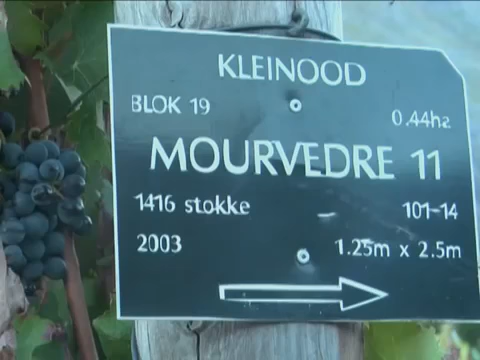 KLEINOOD
BLOK 19 0.44ha
MOURVEDRE 11
1416 stokke 101-14
2003 1.25m x 2.5m